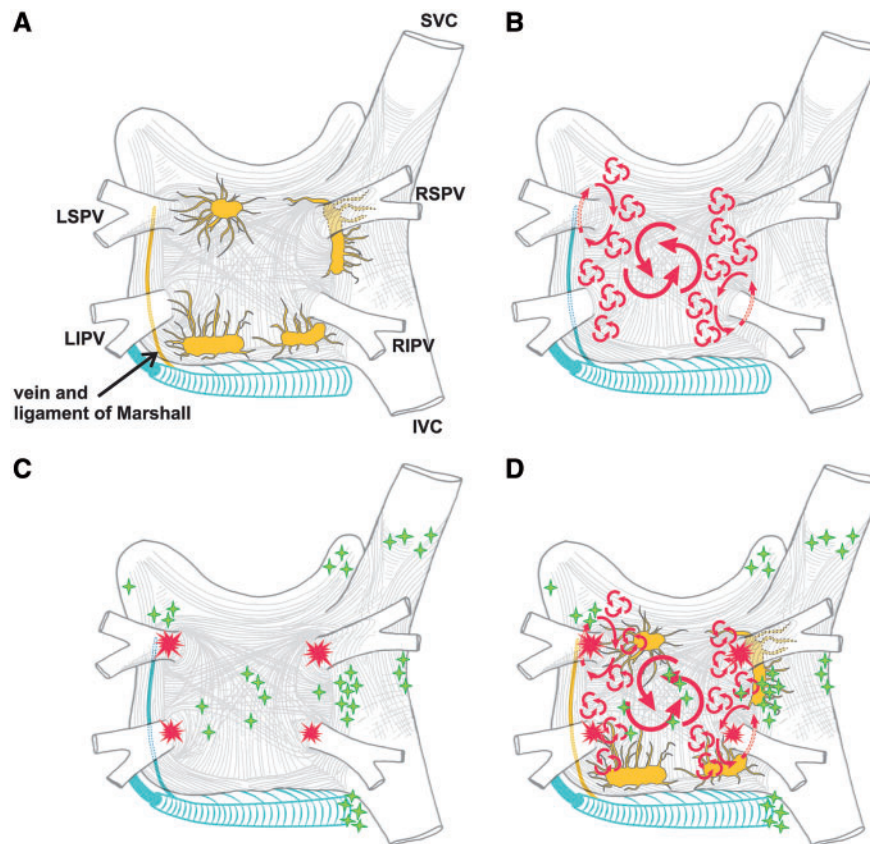 A
SVC
B
LSPV
RSPV
LIPV
RIPV
vein and
ligament of Marshall
IVC
C
D